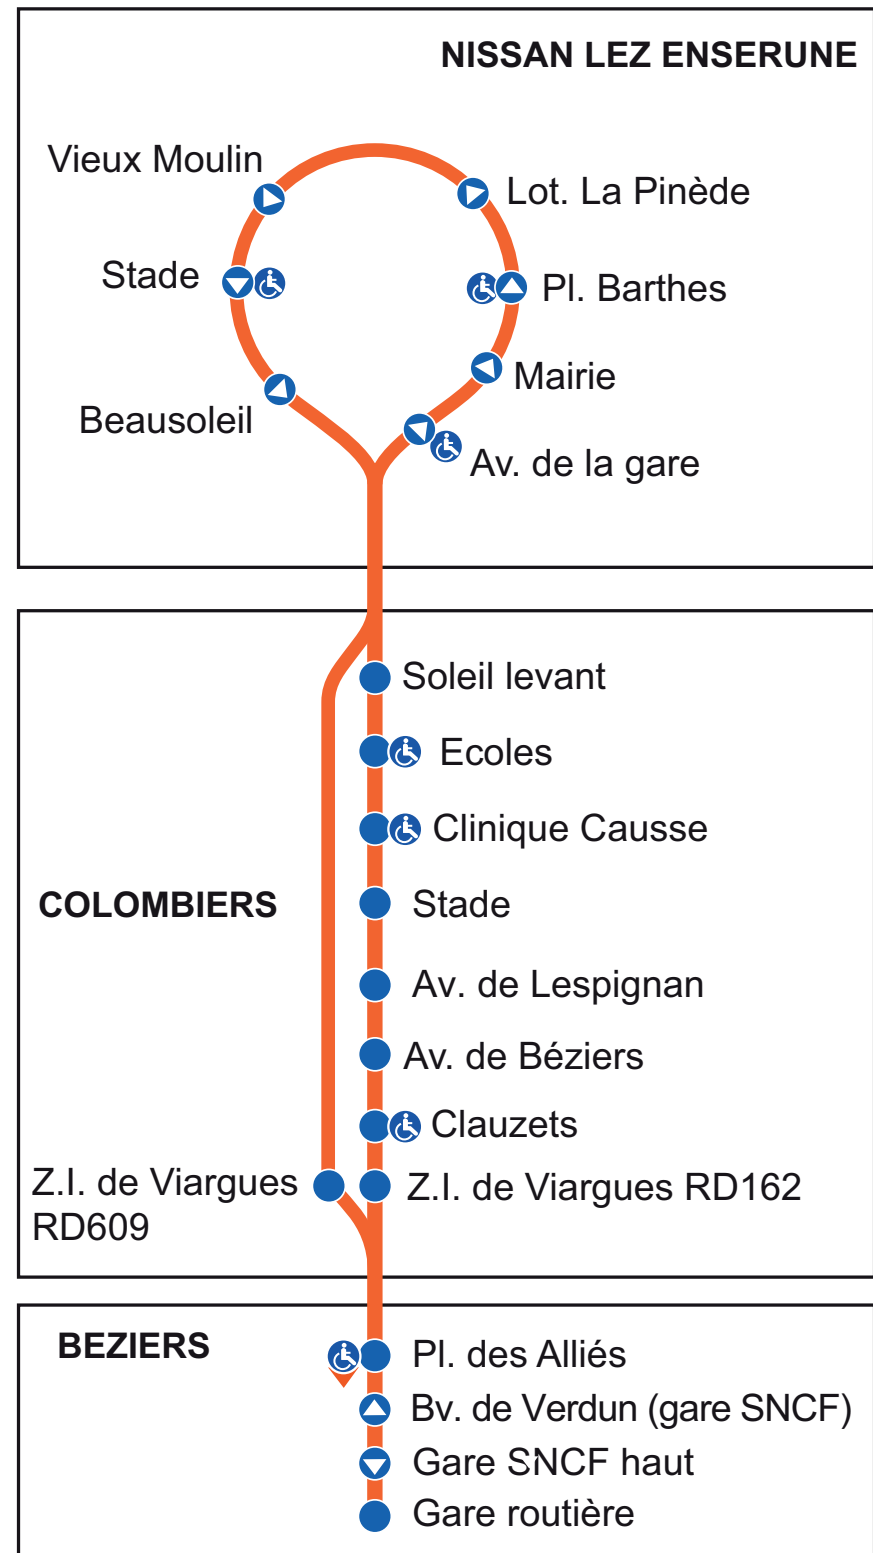 NISSAN LEZ ENSERUNE
Vieux Moulin
Lot. La Pinède
Stade
Pl. Barthes
Mairie
Beausoleil
Av. de la gare
Soleil levant
Ecoles
Clinique Causse
COLOMBIERS
Stade
Av. de Lespignan
Av. de Béziers
Clauzets
Z.I. de Viargues
RD609
Z.I. de Viargues RD162
BEZIERS
Pl. des Alliés
Bv. de Verdun (gare SNCF)
Gare SNCF haut
Gare routière